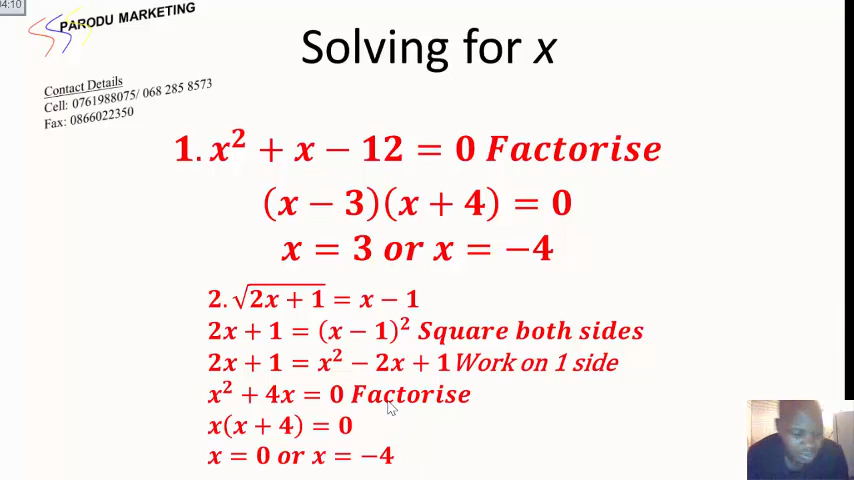 4:10
PARODU MARKETING
Solving for x
Contact Details
Cell: 0761988075/ 068 285 8573
Fax: 0866022350
1. x² + x − 12 = 0 Factorise
(x − 3)(x + 4) = 0
x = 3 or x = −4
2. √(2x + 1) = x − 1
2x + 1 = (x − 1)² Square both sides
2x + 1 = x² − 2x + 1 Work on 1 side
x² + 4x = 0 Factorise
x(x + 4) = 0
x = 0 or x = −4